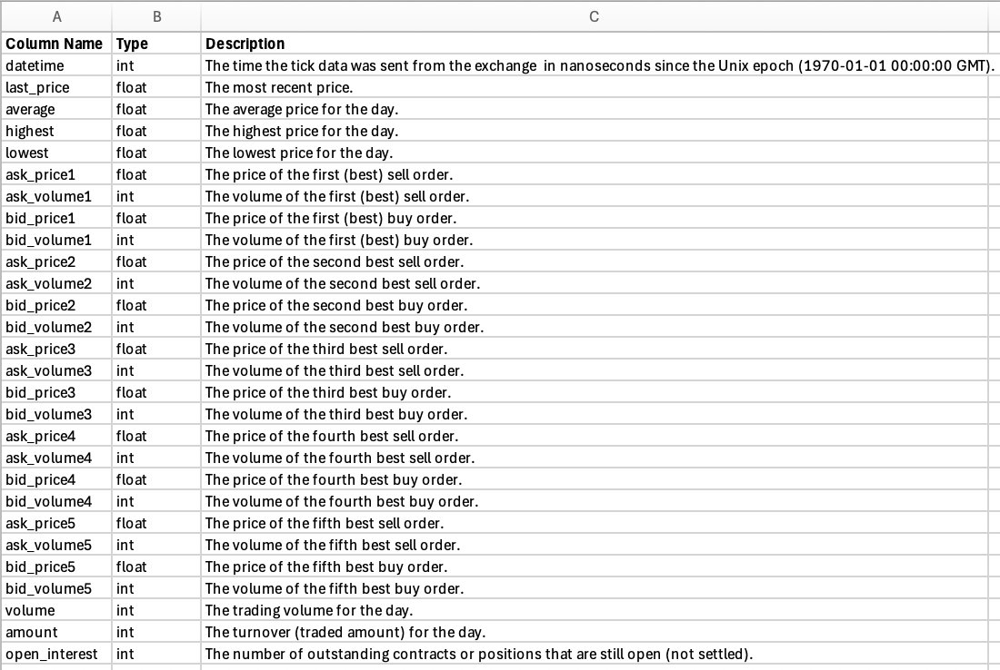 A B C
Column Name Type Description
datetime int The time the tick data was sent from the exchange  in nanoseconds since the Unix epoch (1970-01-01 00:00:00 GMT).
last_price float The most recent price.
average float The average price for the day.
highest float The highest price for the day.
lowest float The lowest price for the day.
ask_price1 float The price of the first (best) sell order.
ask_volume1 int The volume of the first (best) sell order.
bid_price1 float The price of the first (best) buy order.
bid_volume1 int The volume of the first (best) buy order.
ask_price2 float The price of the second best sell order.
ask_volume2 int The volume of the second best sell order.
bid_price2 float The price of the second best buy order.
bid_volume2 int The volume of the second best buy order.
ask_price3 float The price of the third best sell order.
ask_volume3 int The volume of the third best sell order.
bid_price3 float The price of the third best buy order.
bid_volume3 int The volume of the third best buy order.
ask_price4 float The price of the fourth best sell order.
ask_volume4 int The volume of the fourth best sell order.
bid_price4 float The price of the fourth best buy order.
bid_volume4 int The volume of the fourth best buy order.
ask_price5 float The price of the fifth best sell order.
ask_volume5 int The volume of the fifth best sell order.
bid_price5 float The price of the fifth best buy order.
bid_volume5 int The volume of the fifth best buy order.
volume int The trading volume for the day.
amount int The turnover (traded amount) for the day.
open_interest int The number of outstanding contracts or positions that are still open (not settled).